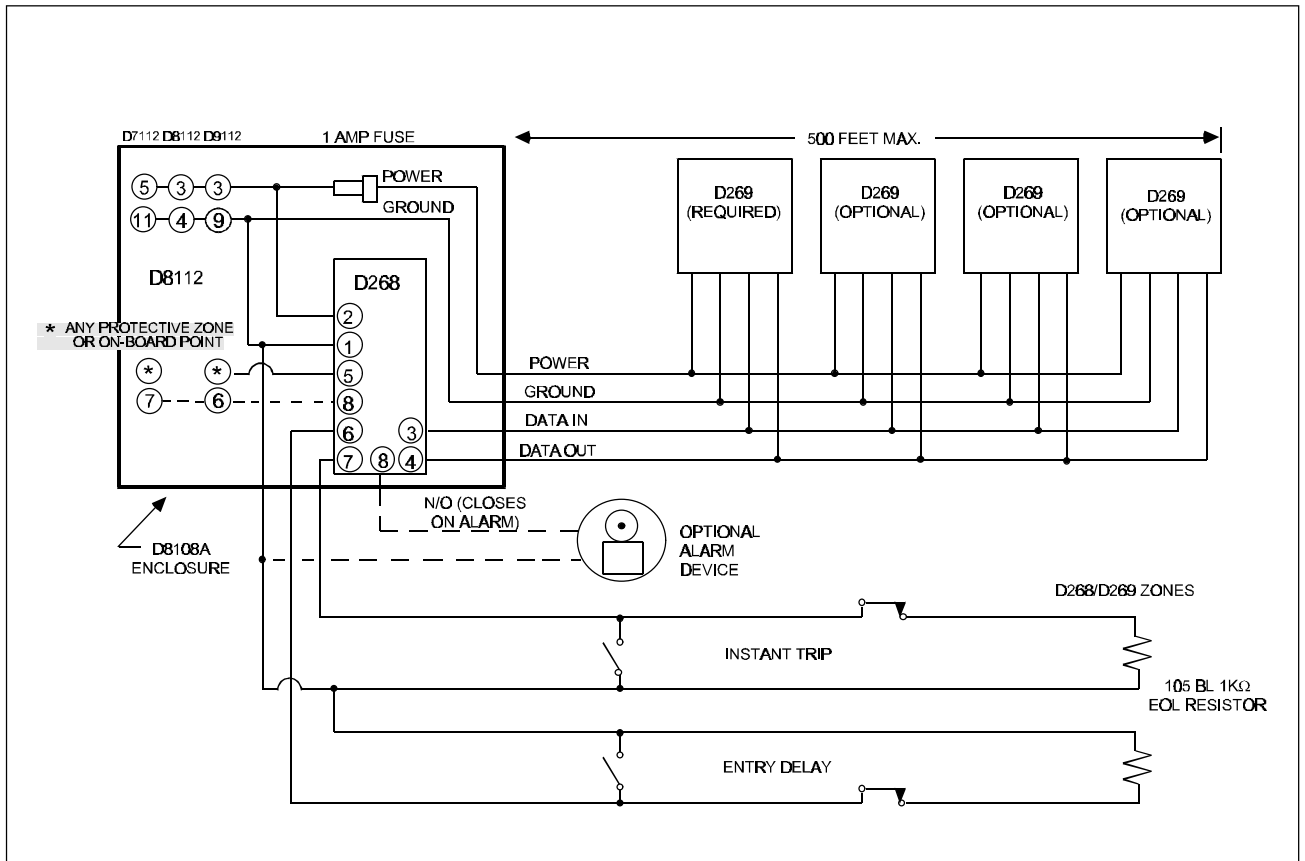 D7112 D8112 D9112
1 AMP FUSE
500 FEET MAX.
5 3 3
POWER
11 4 9
GROUND
D8112
D268
D269
(REQUIRED)
D269
(OPTIONAL)
D269
(OPTIONAL)
D269
(OPTIONAL)
* ANY PROTECTIVE ZONE
OR ON-BOARD POINT
2
1
* *
5
7 6
8
6
3
7
8
4
POWER
GROUND
DATA IN
DATA OUT
D8108A
ENCLOSURE
N/O (CLOSES
ON ALARM)
OPTIONAL
ALARM
DEVICE
D268/D269 ZONES
INSTANT TRIP
105 BL 1KΩ
EOL RESISTOR
ENTRY DELAY